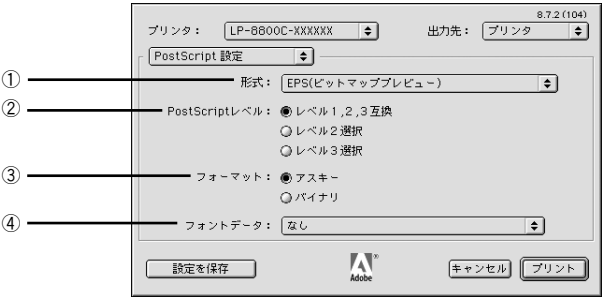 8.7.2 (104)
プリンタ： LP-8800C-XXXXXX 出力先： プリンタ
PostScript 設定
① 形式： EPS(ビットマッププレビュー)
② PostScriptレベル： レベル 1 ,2 ,3 互換
レベル 2 選択
レベル 3 選択
③ フォーマット： アスキー
バイナリ
④ フォントデータ： なし
設定を保存 Adobe ® キャンセル プリント